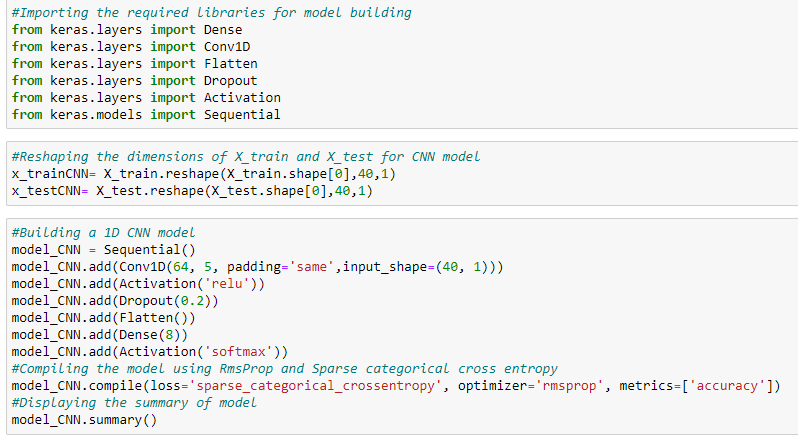 #Importing the required libraries for model building
from keras.layers import Dense
from keras.layers import Conv1D
from keras.layers import Flatten
from keras.layers import Dropout
from keras.layers import Activation
from keras.models import Sequential
#Reshaping the dimensions of X_train and X_test for CNN model
x_trainCNN= X_train.reshape(X_train.shape[0],40,1)
x_testCNN= X_test.reshape(X_test.shape[0],40,1)
#Building a 1D CNN model
model_CNN = Sequential()
model_CNN.add(Conv1D(64, 5, padding='same',input_shape=(40, 1)))
model_CNN.add(Activation('relu'))
model_CNN.add(Dropout(0.2))
model_CNN.add(Flatten())
model_CNN.add(Dense(8))
model_CNN.add(Activation('softmax'))
#Compiling the model using RmsProp and Sparse categorical cross entropy
model_CNN.compile(loss='sparse_categorical_crossentropy', optimizer='rmsprop', metrics=['accuracy'])
#Displaying the summary of model
model_CNN.summary()